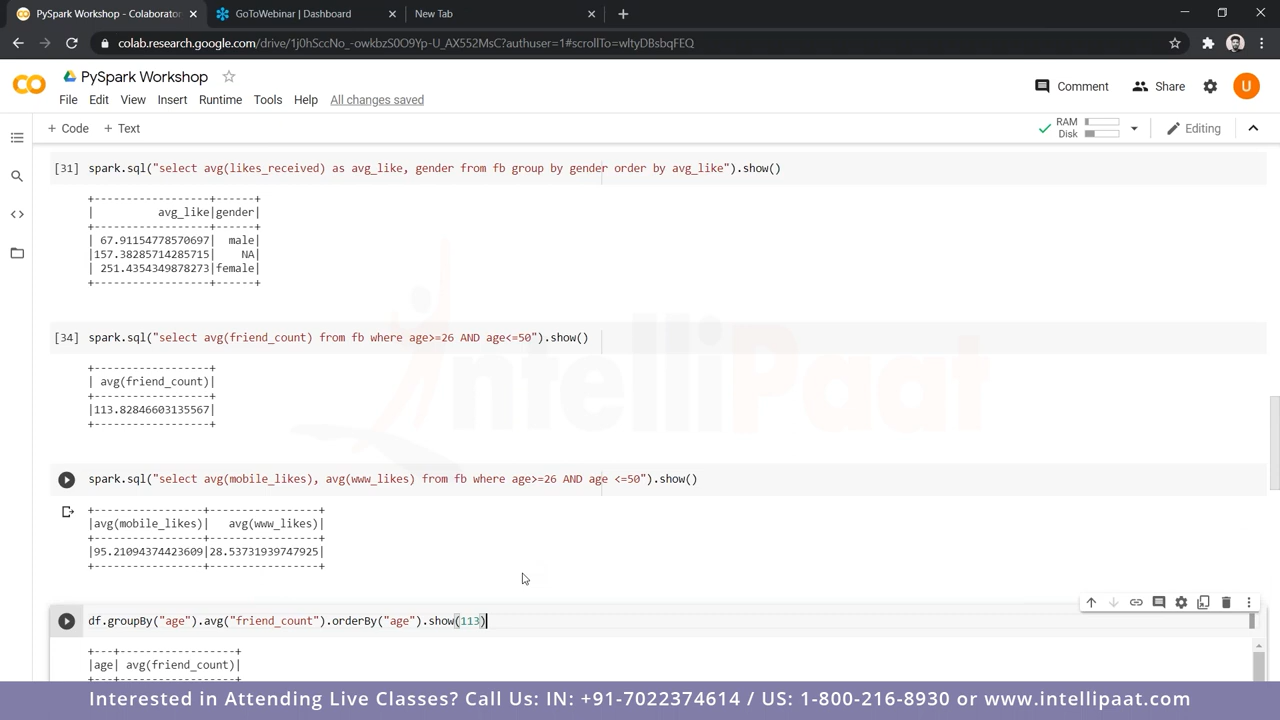 PySpark Workshop - Colaborator
GoToWebinar | Dashboard
New Tab
colab.research.google.com/drive/1j0hSccNo_-owkbzS0O9Yp-U_AX552MsC?authuser=1#scrollTo=wltyDBsbqFEQ
PySpark Workshop
Comment
Share
U
File Edit View Insert Runtime Tools Help All changes saved
+ Code + Text
RAM
Disk
Editing
[31] spark.sql("select avg(likes_received) as avg_like, gender from fb group by gender order by avg_like").show()
+-----------------+------+
| avg_like|gender|
+-----------------+------+
| 67.91154778570697| male|
|157.38285714285715| NA|
| 251.4354349878273|female|
+-----------------+------+
[34] spark.sql("select avg(friend_count) from fb where age>=26 AND age<=50").show()
+-----------------+
| avg(friend_count)|
+-----------------+
|113.82846603135567|
+-----------------+
IntelliPaat
spark.sql("select avg(mobile_likes), avg(www_likes) from fb where age>=26 AND age <=50").show()
+-----------------+-----------------+
|avg(mobile_likes)| avg(www_likes)|
+-----------------+-----------------+
|95.21094374423609|28.53731939747925|
+-----------------+-----------------+
df.groupBy("age").avg("friend_count").orderBy("age").show(113)
+---+------------------+
|age| avg(friend_count)|
Interested in Attending Live Classes? Call Us: IN: +91-7022374614 / US: 1-800-216-8930 or www.intellipaat.com